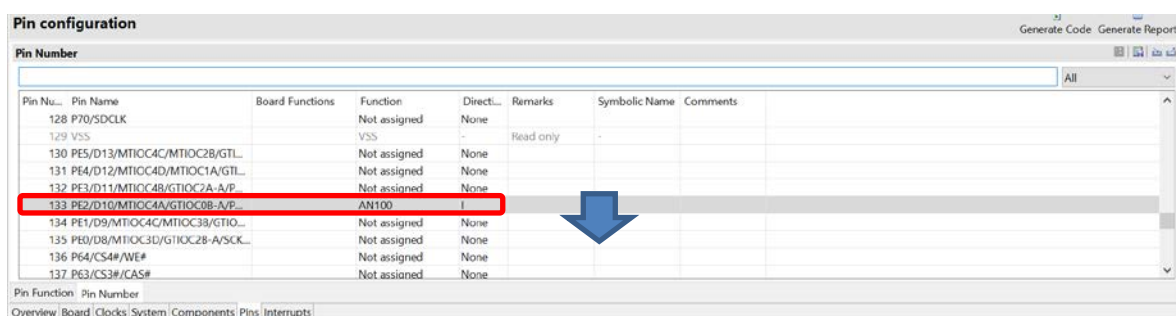 Pin configuration
Generate Code Generate Report
Pin Number
All
Pin Nu... Pin Name Board Functions Function Directi... Remarks Symbolic Name Comments
128 P70/SDCLK Not assigned None
129 VSS VSS - Read only -
130 PE5/D13/MTIOC4C/MTIOC2B/GTI... Not assigned None
131 PE4/D12/MTIOC4D/MTIOC1A/GTI... Not assigned None
132 PE3/D11/MTIOC4B/GTIOC2A-A/P... Not assigned None
133 PE2/D10/MTIOC4A/GTIOC0B-A/P... AN100 I
134 PE1/D9/MTIOC4C/MTIOC3B/GTIO... Not assigned None
135 PE0/D8/MTIOC3D/GTIOC2B-A/SCK... Not assigned None
136 P64/CS4#/WE# Not assigned None
137 P63/CS3#/CAS# Not assigned None
Pin Function Pin Number
Overview Board Clocks System Components Pins Interrupts